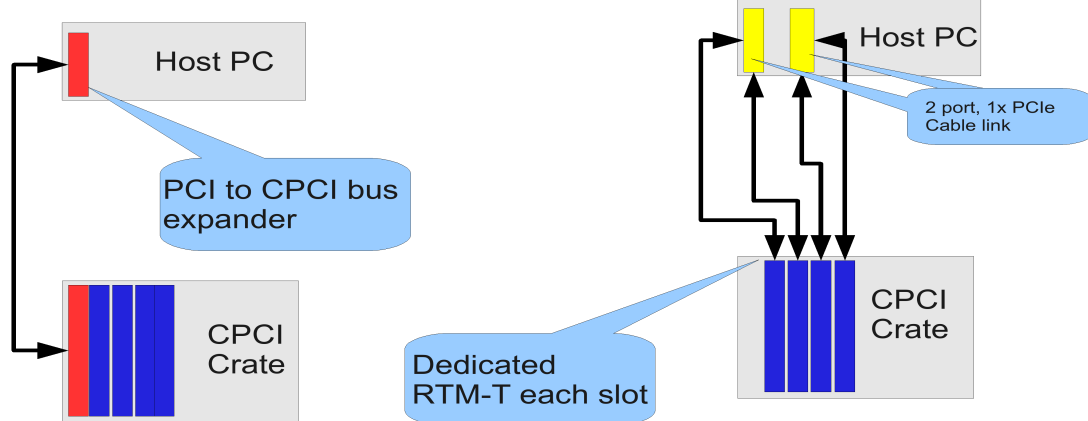 Host PC
PCI to CPCI bus
expander
CPCI
Crate
Host PC
2 port, 1x PCIe
Cable link
CPCI
Crate
Dedicated
RTM-T each slot